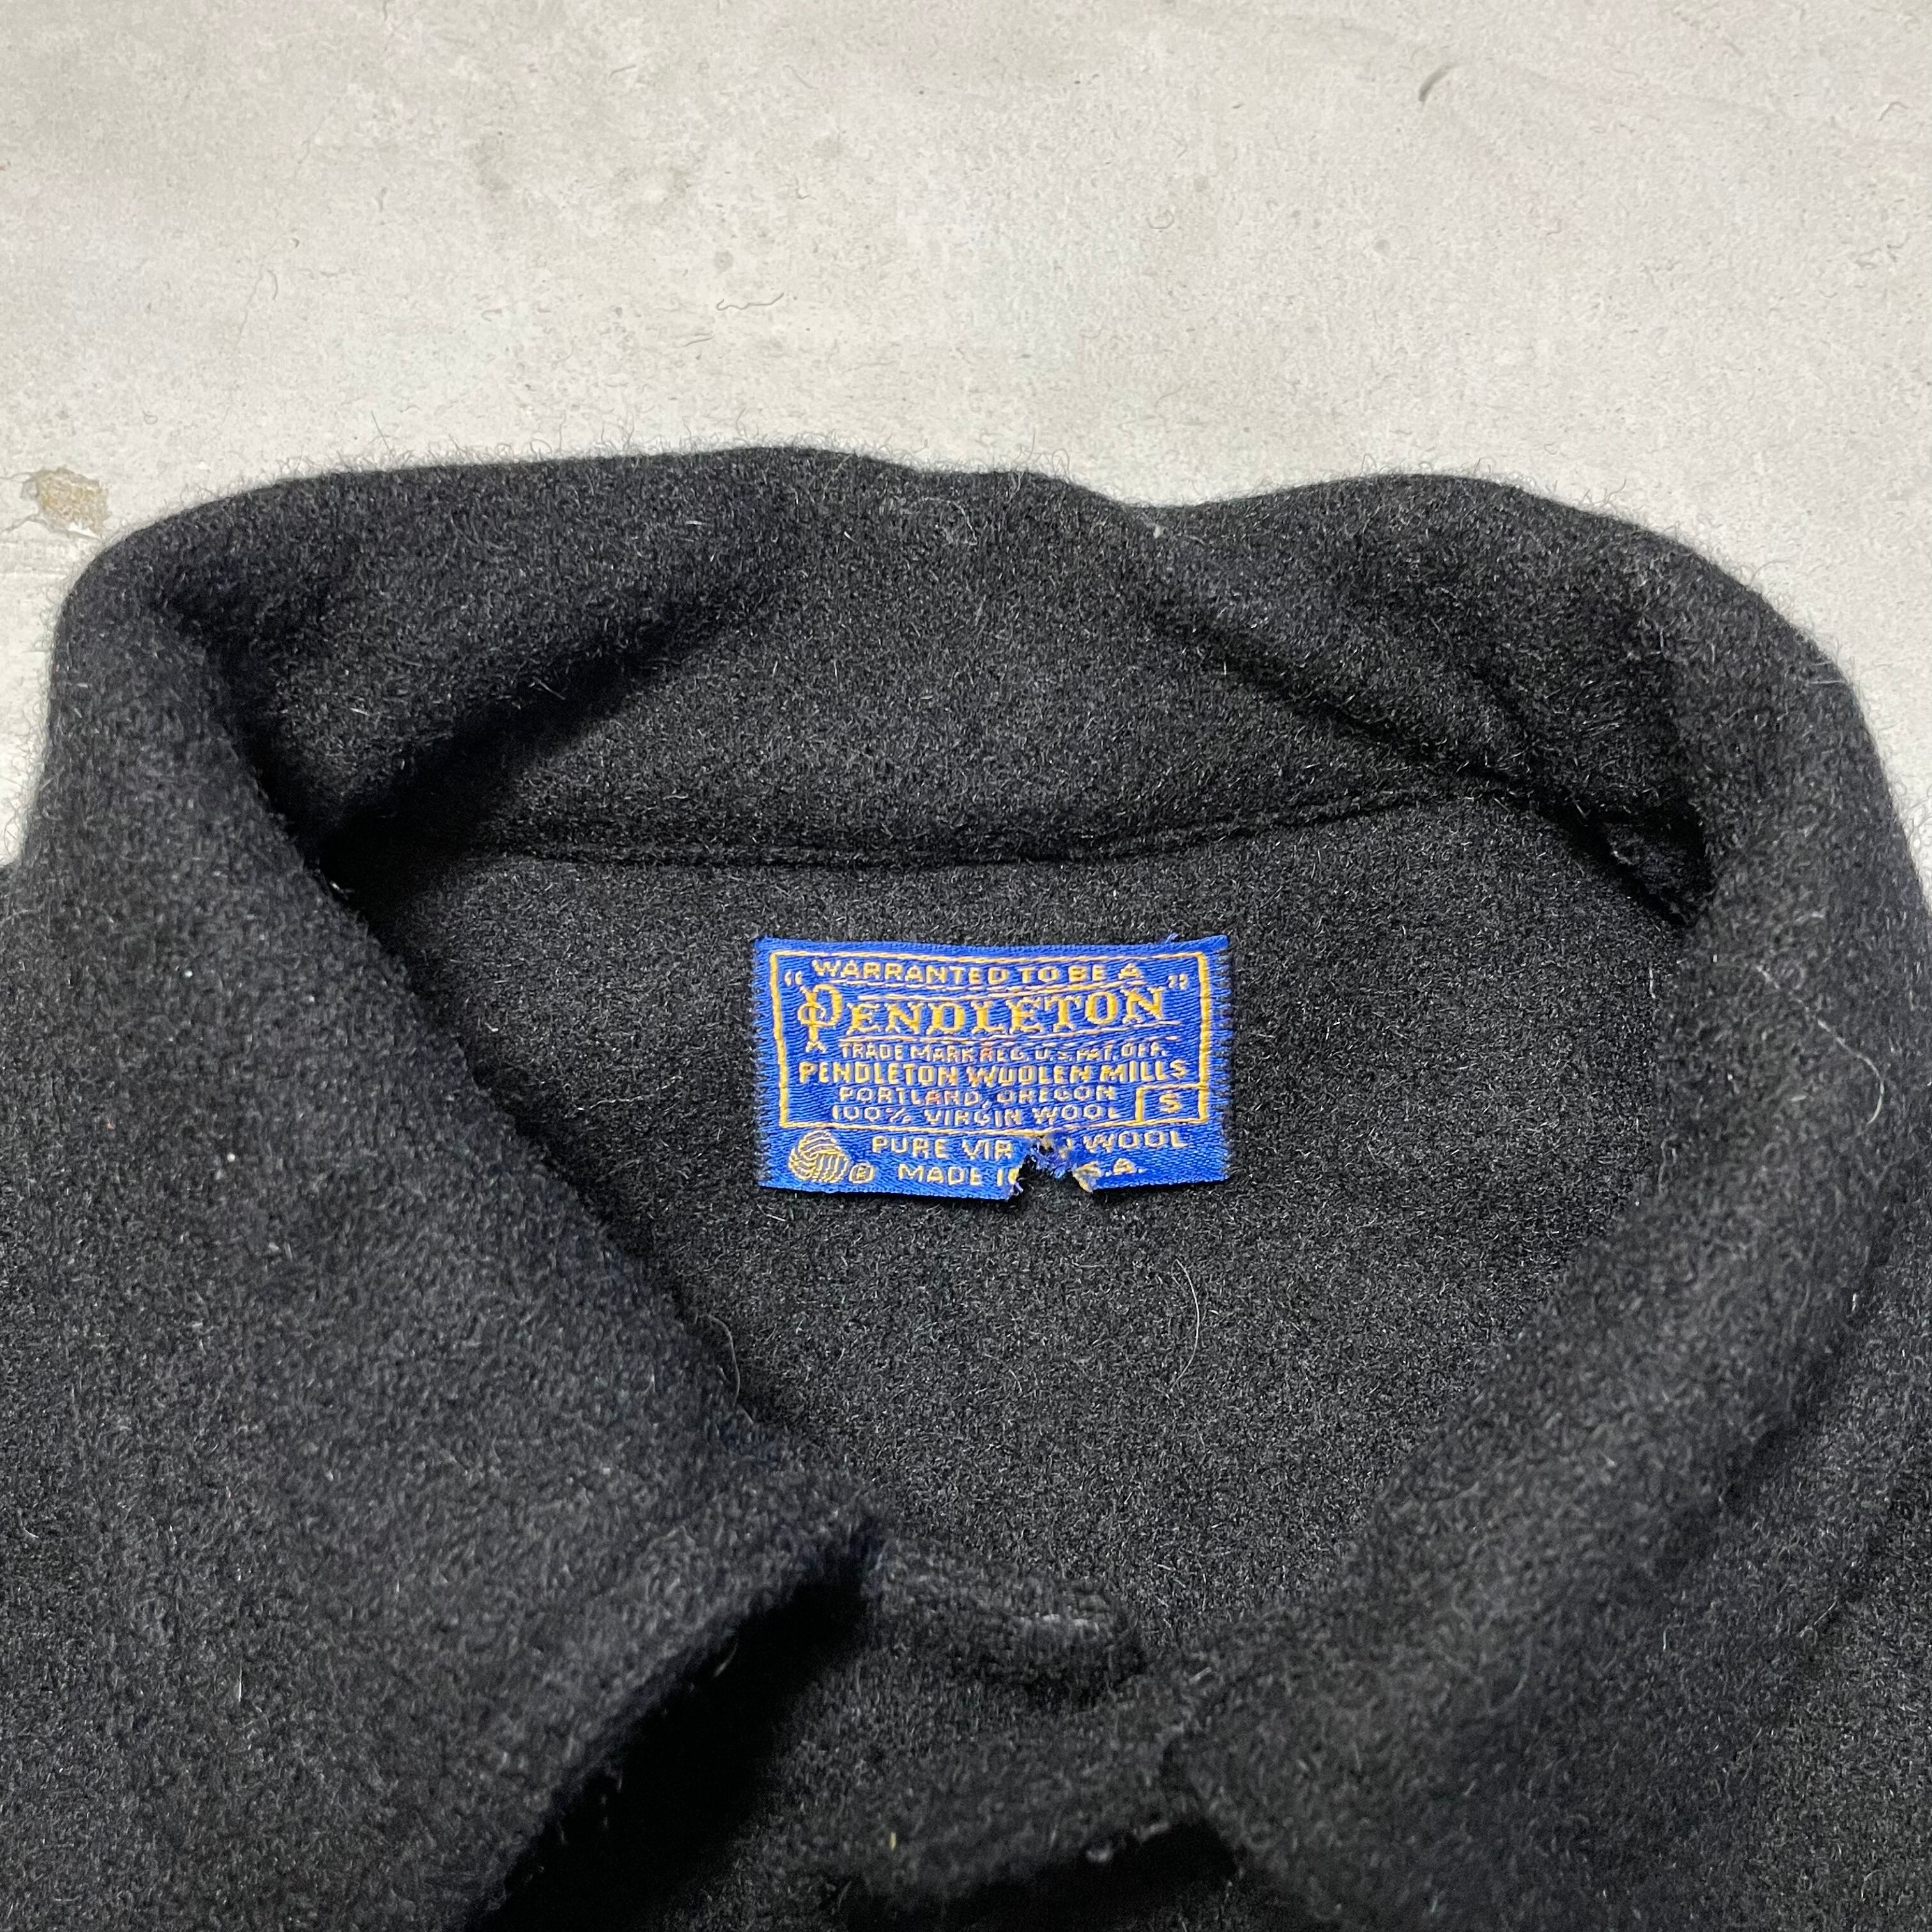 "WARRANTED TO BE A
PENDLETON"
TRADE MARK REG. U.S. PAT. OFF.
PENDLETON WOOLEN MILLS
PORTLAND, OREGON
100% VIRGIN WOOL S
PURE WOOL
® MADE S.A.